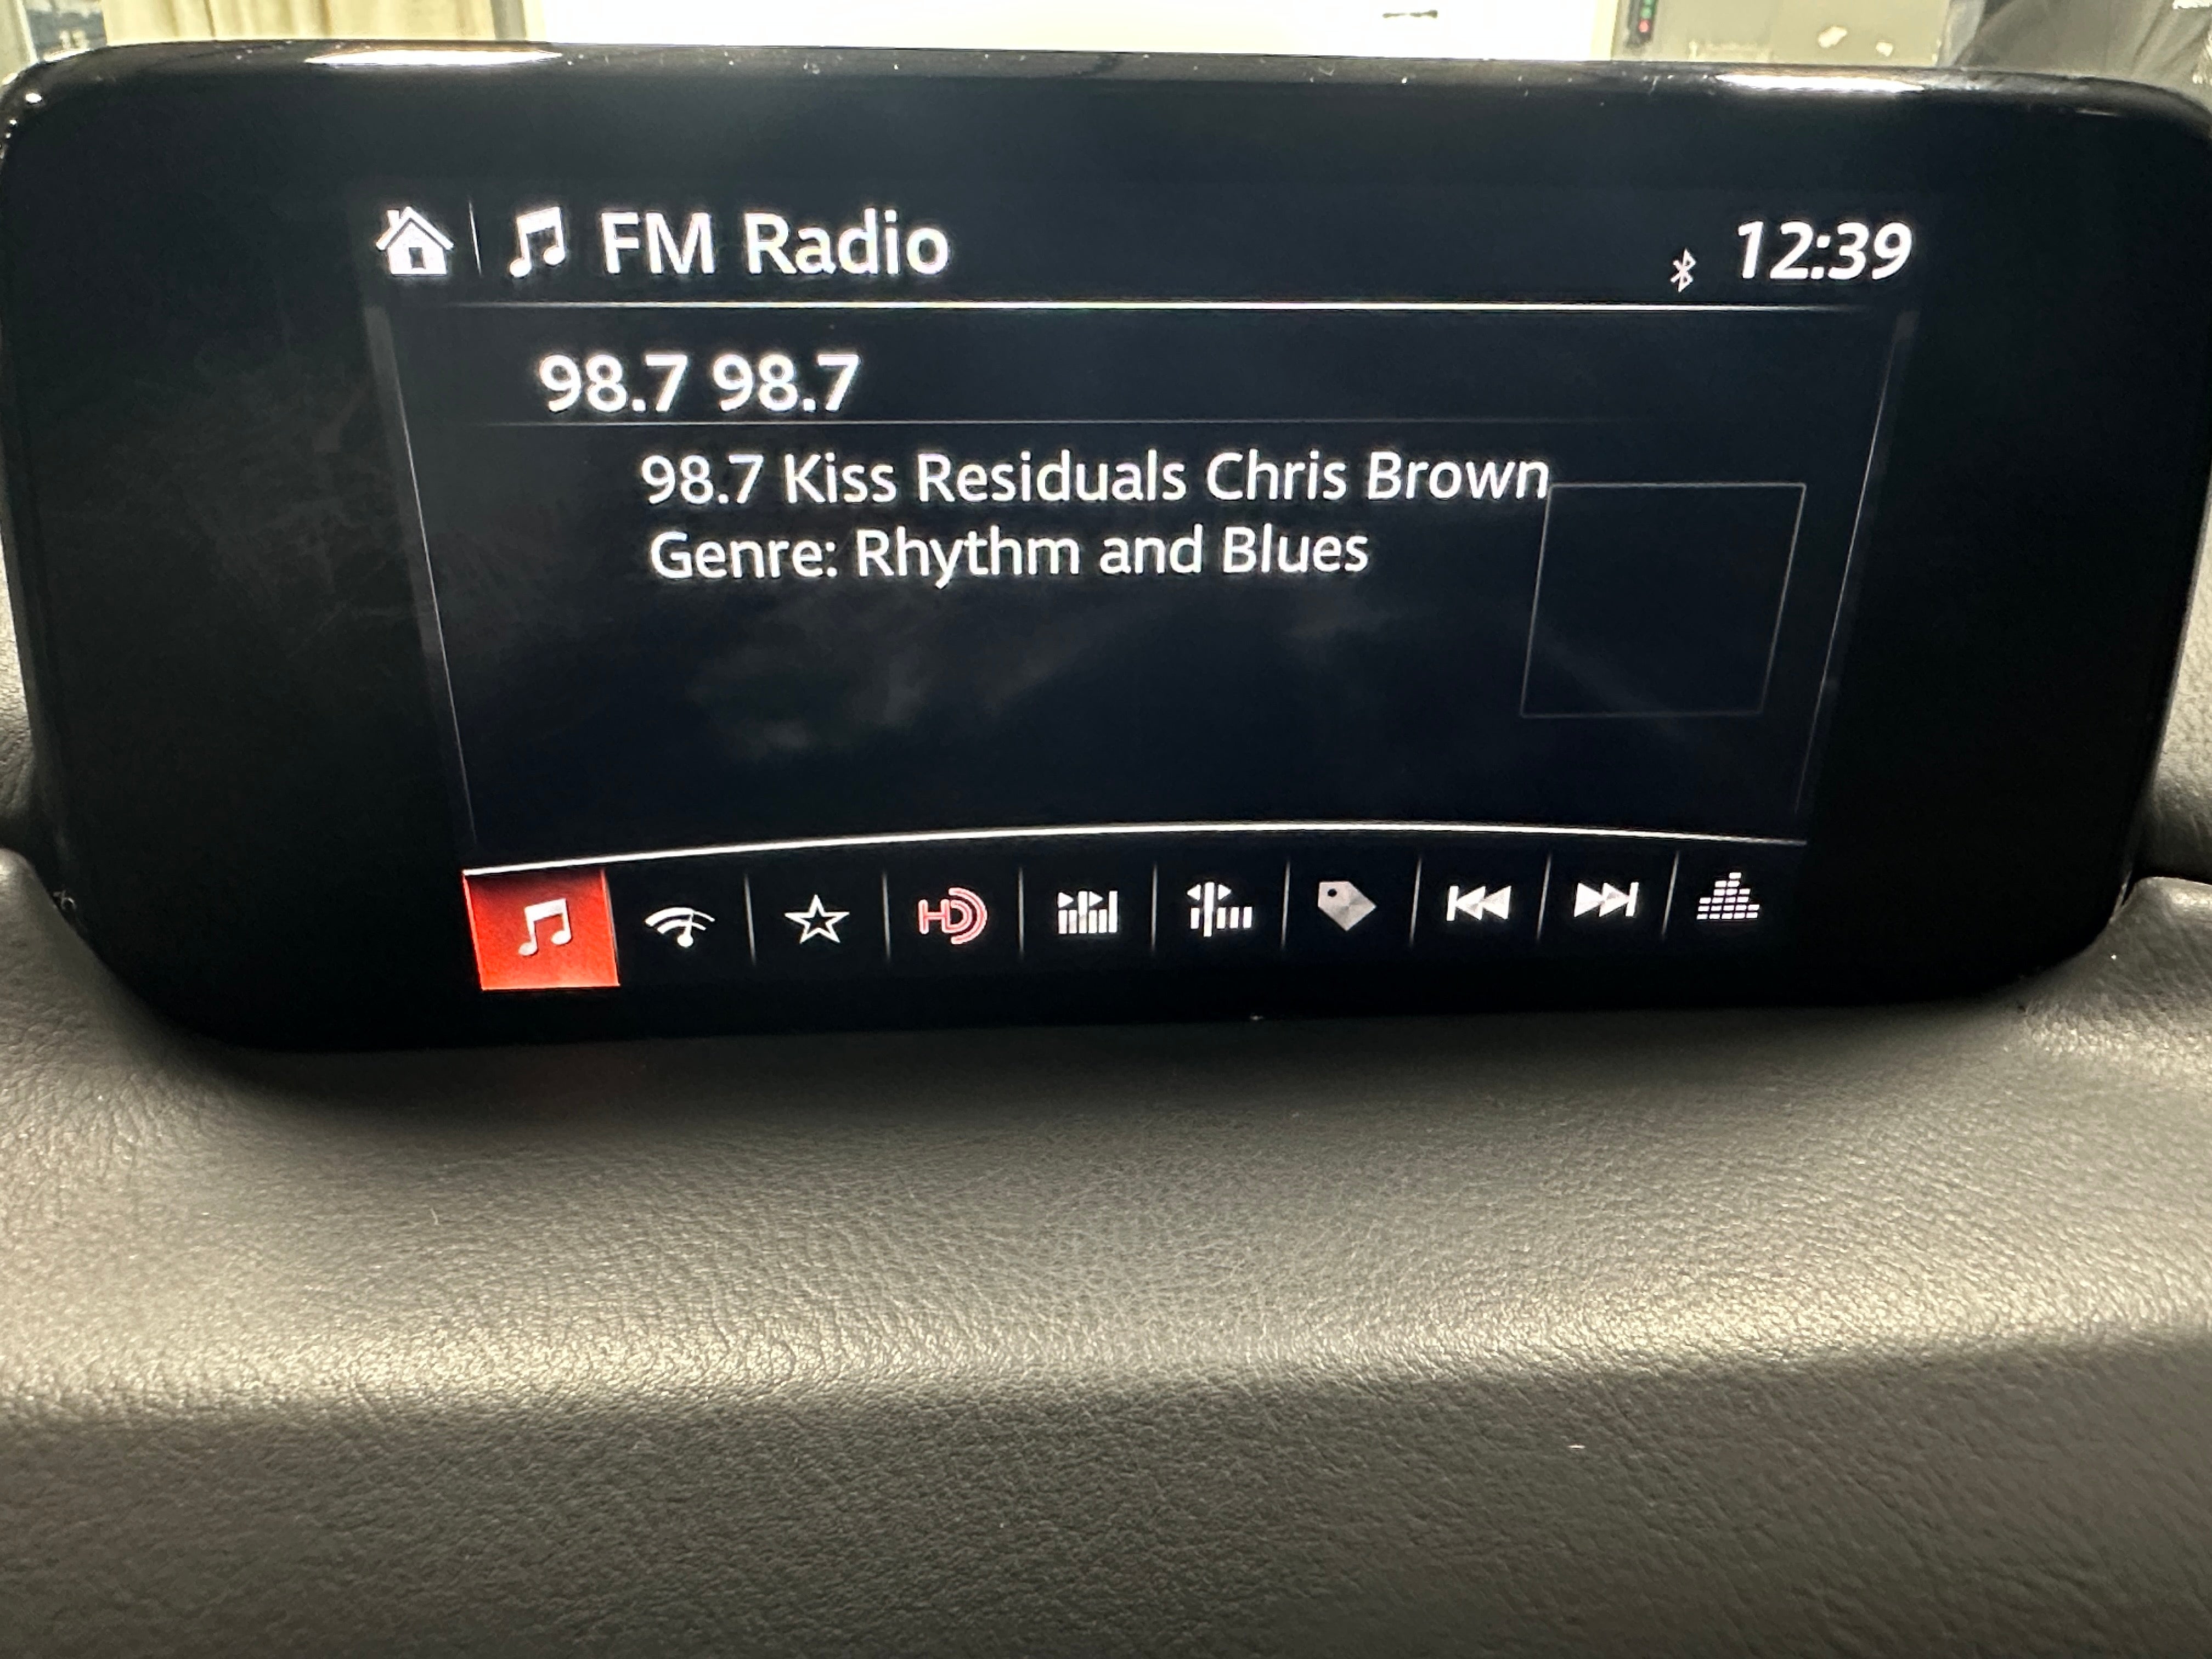 FM Radio
12:39
98.7 98.7
98.7 Kiss Residuals Chris Brown
Genre: Rhythm and Blues
HD